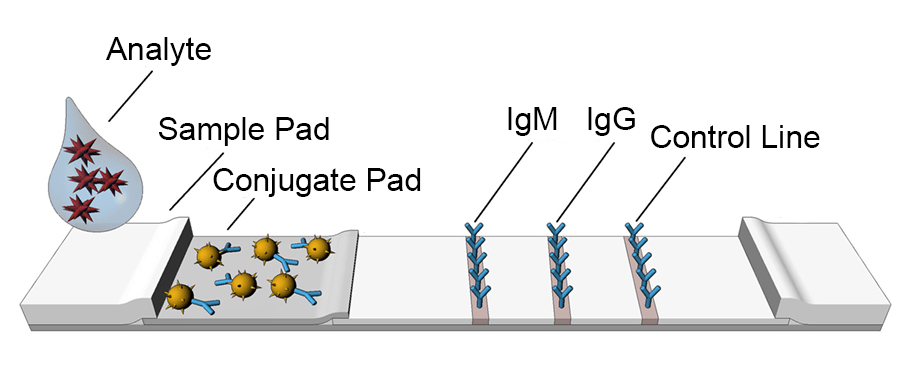 Analyte
Sample Pad
Conjugate Pad
IgM
IgG
Control Line